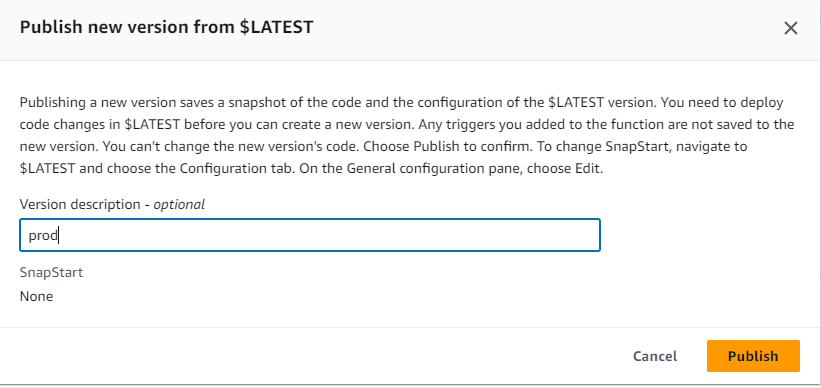 Publish new version from $LATEST
Publishing a new version saves a snapshot of the code and the configuration of the $LATEST version. You need to deploy
code changes in $LATEST before you can create a new version. Any triggers you added to the function are not saved to the
new version. You can't change the new version's code. Choose Publish to confirm. To change SnapStart, navigate to
$LATEST and choose the Configuration tab. On the General configuration pane, choose Edit.
Version description - optional
prod
SnapStart
None
Cancel Publish